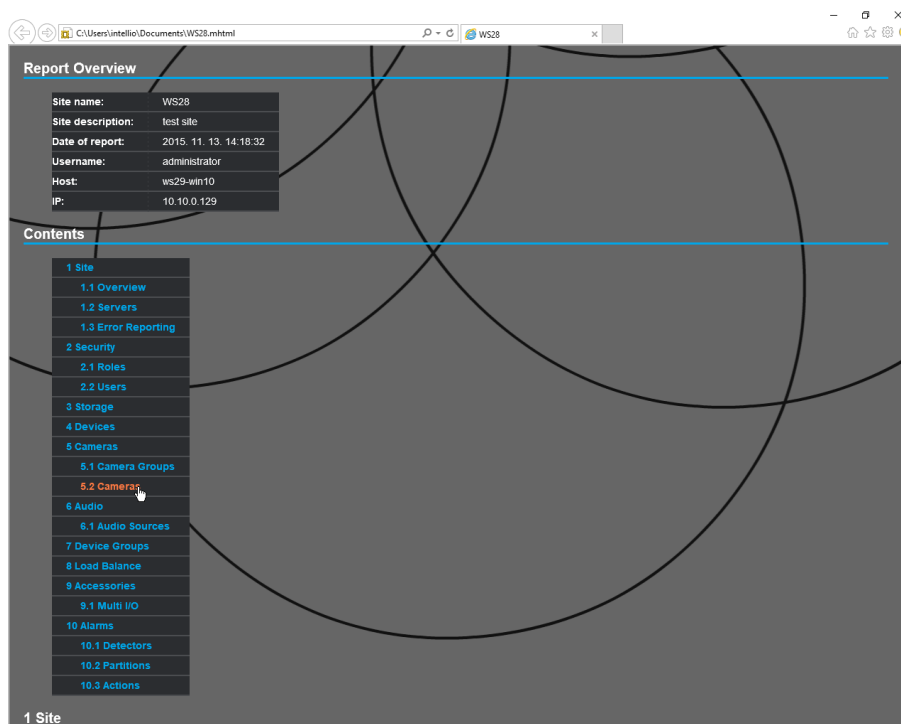 C:\Users\intellio\Documents\WS28.mhtml
WS28
Report Overview
Site name: WS28
Site description: test site
Date of report: 2015. 11. 13. 14:18:32
Username: administrator
Host: ws29-win10
IP: 10.10.0.129
Contents
1 Site
1.1 Overview
1.2 Servers
1.3 Error Reporting
2 Security
2.1 Roles
2.2 Users
3 Storage
4 Devices
5 Cameras
5.1 Camera Groups
5.2 Cameras
6 Audio
6.1 Audio Sources
7 Device Groups
8 Load Balance
9 Accessories
9.1 Multi I/O
10 Alarms
10.1 Detectors
10.2 Partitions
10.3 Actions
1 Site